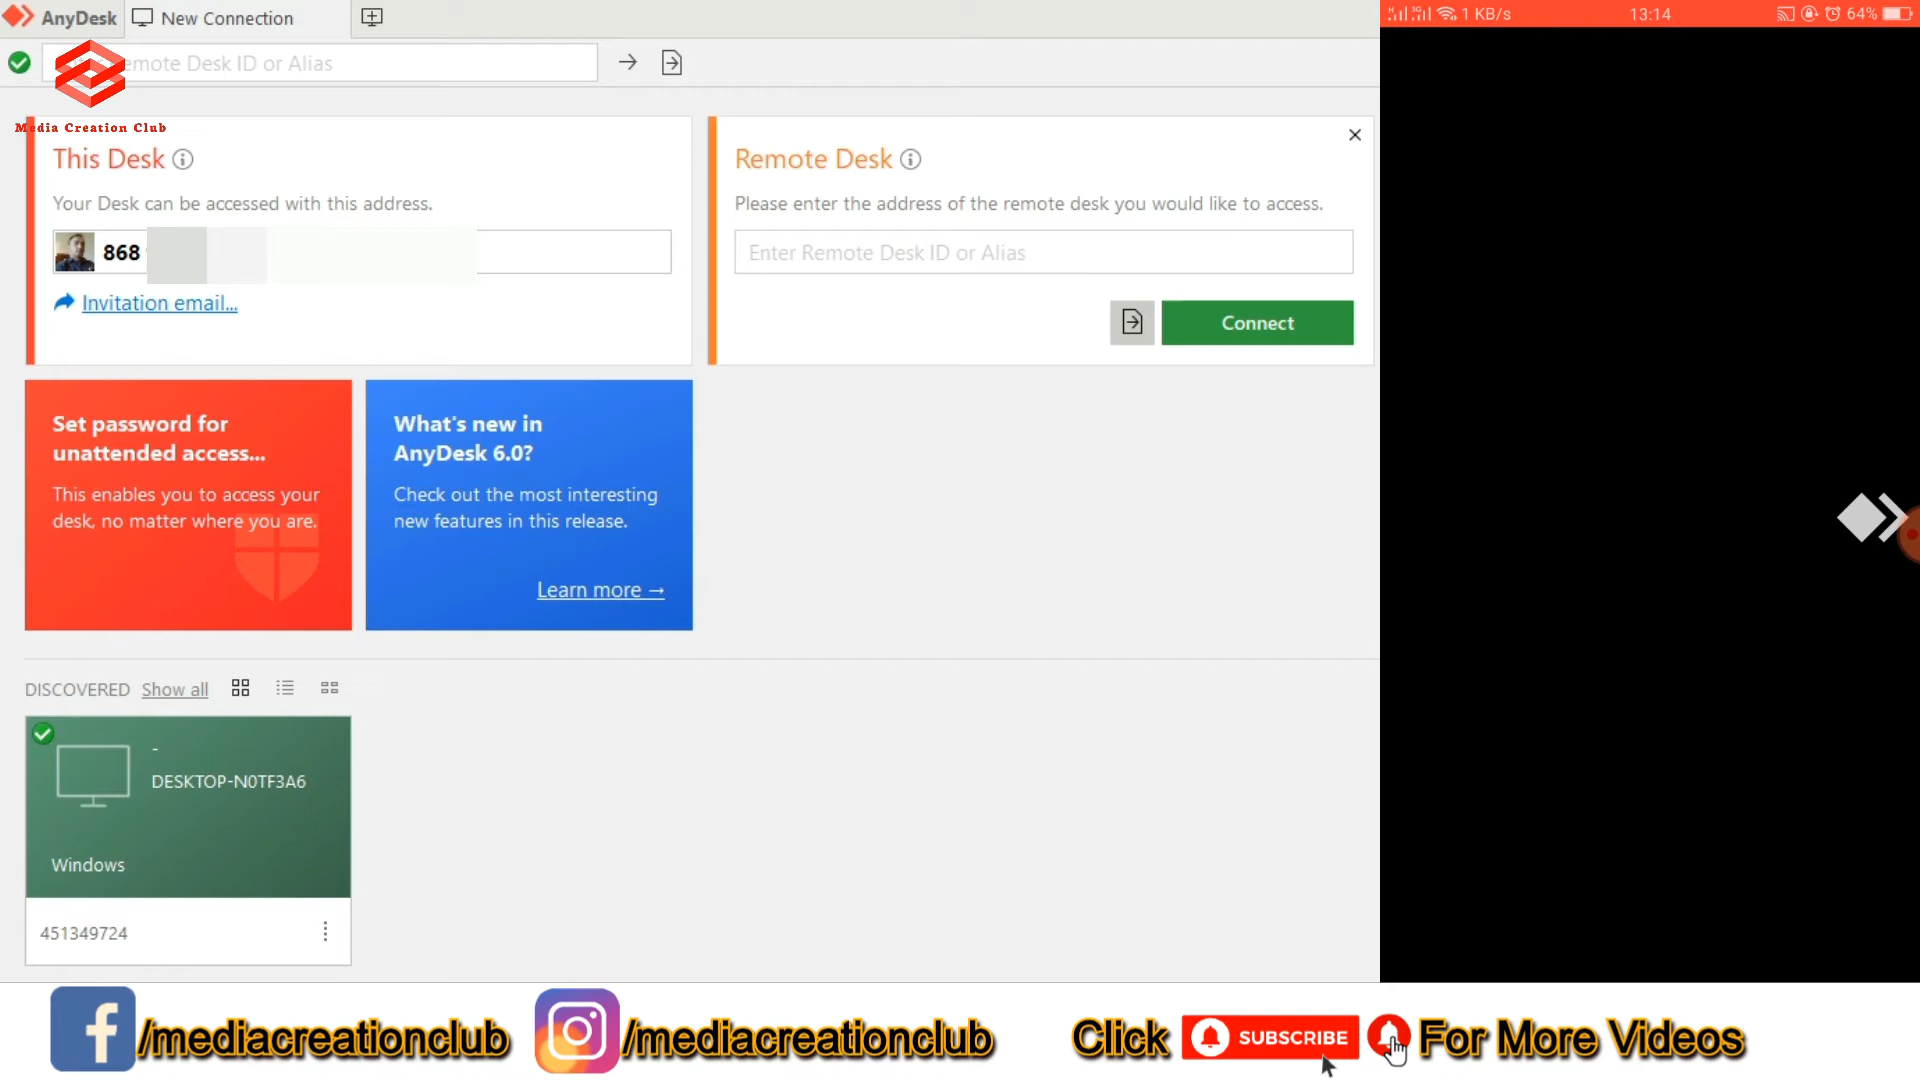 AnyDesk
New Connection
1 KB/s
13:14
64%
emote Desk ID or Alias
Media Creation Club
This Desk
Your Desk can be accessed with this address.
868
Invitation email...
Remote Desk
Please enter the address of the remote desk you would like to access.
Enter Remote Desk ID or Alias
Connect
Set password for
unattended access...
This enables you to access your
desk, no matter where you are.
What's new in
AnyDesk 6.0?
Check out the most interesting
new features in this release.
Learn more →
DISCOVERED Show all
-
DESKTOP-N0TF3A6
Windows
451349724
/mediacreationclub
/mediacreationclub
Click SUBSCRIBE For More Videos